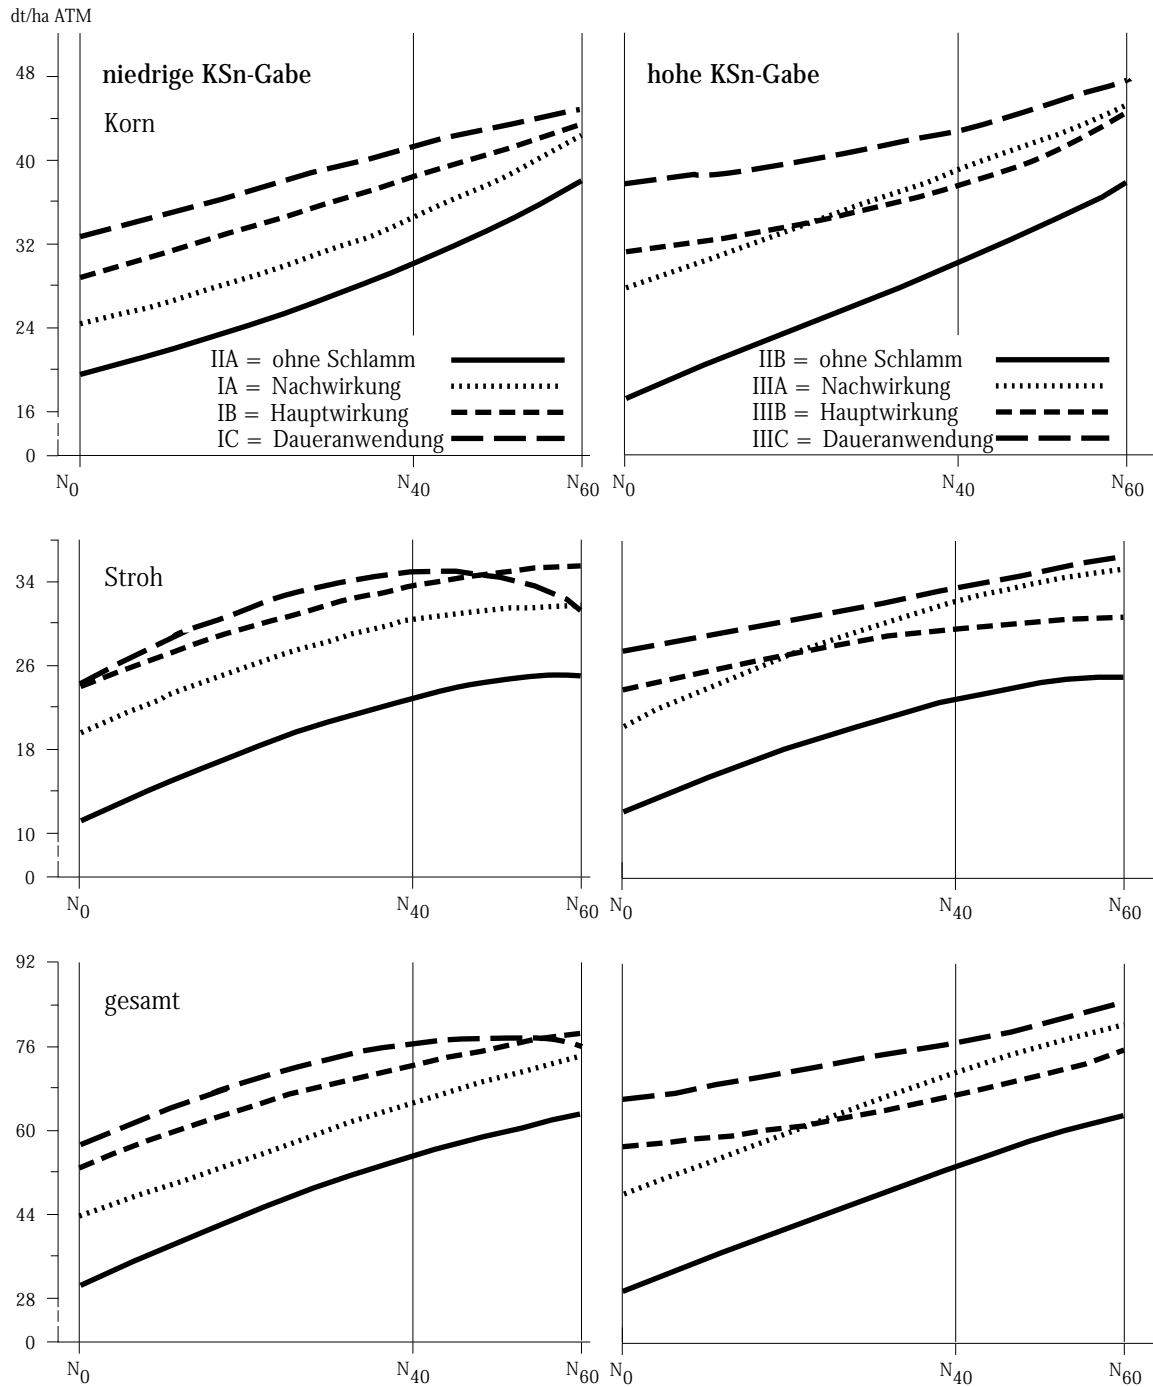 dt/ha ATM
niedrige KSn-Gabe
Korn
48
40
32
24
16
0
IIA = ohne Schlamm
IA = Nachwirkung
IB = Hauptwirkung
IC = Daueranwendung
N0 N40 N60
hohe KSn-Gabe
IIB = ohne Schlamm
IIIA = Nachwirkung
IIIB = Hauptwirkung
IIIC = Daueranwendung
N0 N40 N60
Stroh
34
26
18
10
0
N0 N40 N60
N0 N40 N60
gesamt
92
76
60
44
28
0
N0 N40 N60
N0 N40 N60